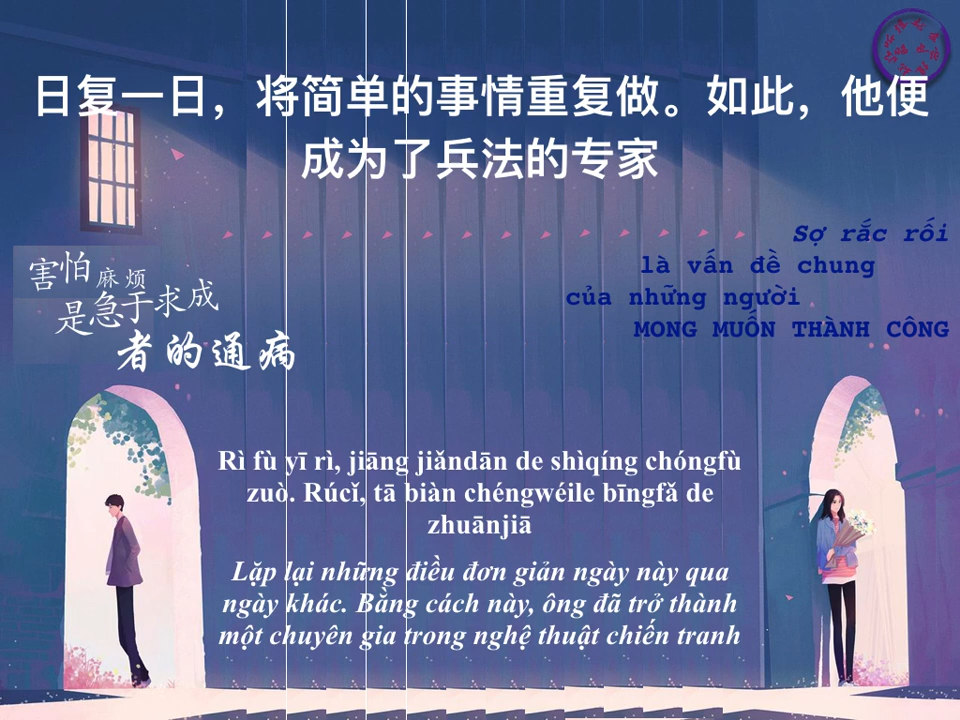 日复一日，将简单的事情重复做。如此，他便
成为了兵法的专家
Sợ rắc rối
là vấn đề chung
của những người
MONG MUỐN THÀNH CÔNG
害怕麻烦
是急于求成
者的通病
Rì fù yī rì, jiāng jiǎndān de shìqíng chóngfù
zuò. Rúcǐ, tā biàn chéngwéile bīngfǎ de
zhuānjiā
Lặp lại những điều đơn giản ngày này qua
ngày khác. Bằng cách này, ông đã trở thành
một chuyên gia trong nghệ thuật chiến tranh